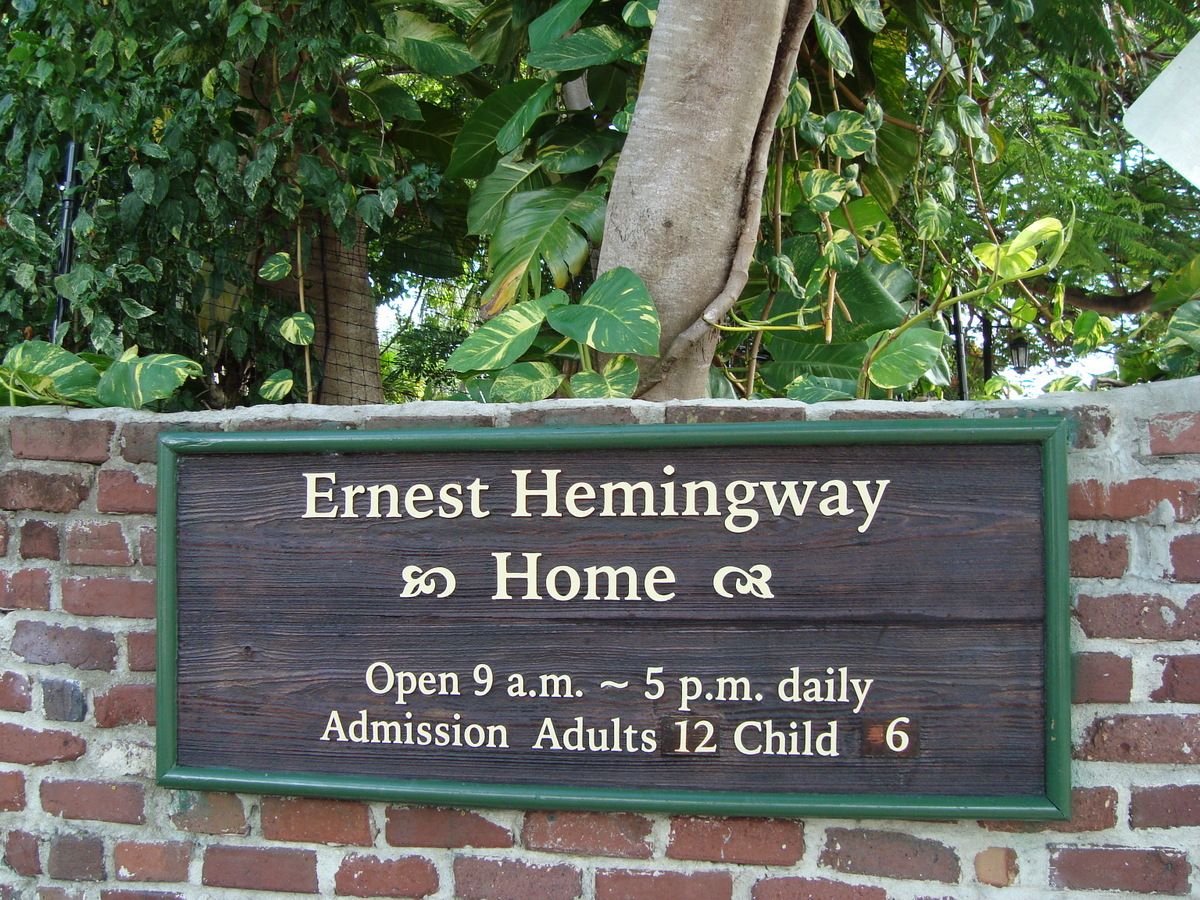 Ernest Hemingway
Home
Open 9 a.m. ~ 5 p.m. daily
Admission Adults 12 Child 6